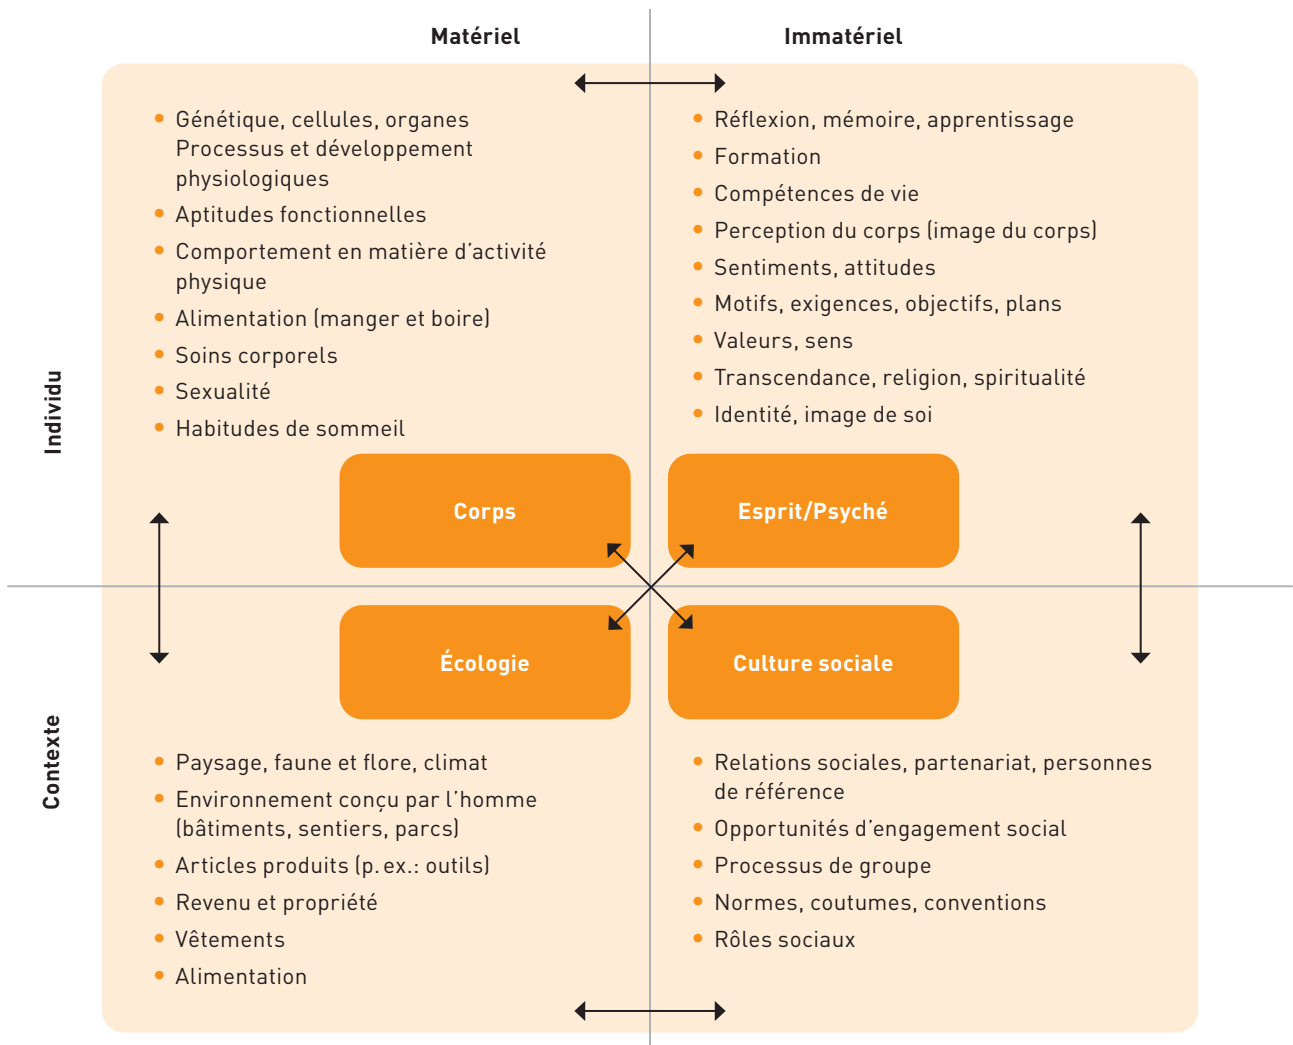 Matériel
Immatériel
Individu
• Génétique, cellules, organes
Processus et développement
physiologiques
• Aptitudes fonctionnelles
• Comportement en matière d’activité
physique
• Alimentation (manger et boire)
• Soins corporels
• Sexualité
• Habitudes de sommeil
• Réflexion, mémoire, apprentissage
• Formation
• Compétences de vie
• Perception du corps (image du corps)
• Sentiments, attitudes
• Motifs, exigences, objectifs, plans
• Valeurs, sens
• Transcendance, religion, spiritualité
• Identité, image de soi
Corps
Esprit/Psyché
Contexte
Écologie
Culture sociale
• Paysage, faune et flore, climat
• Environnement conçu par l’homme
(bâtiments, sentiers, parcs)
• Articles produits (p. ex.: outils)
• Revenu et propriété
• Vêtements
• Alimentation
• Relations sociales, partenariat, personnes
de référence
• Opportunités d’engagement social
• Processus de groupe
• Normes, coutumes, conventions
• Rôles sociaux